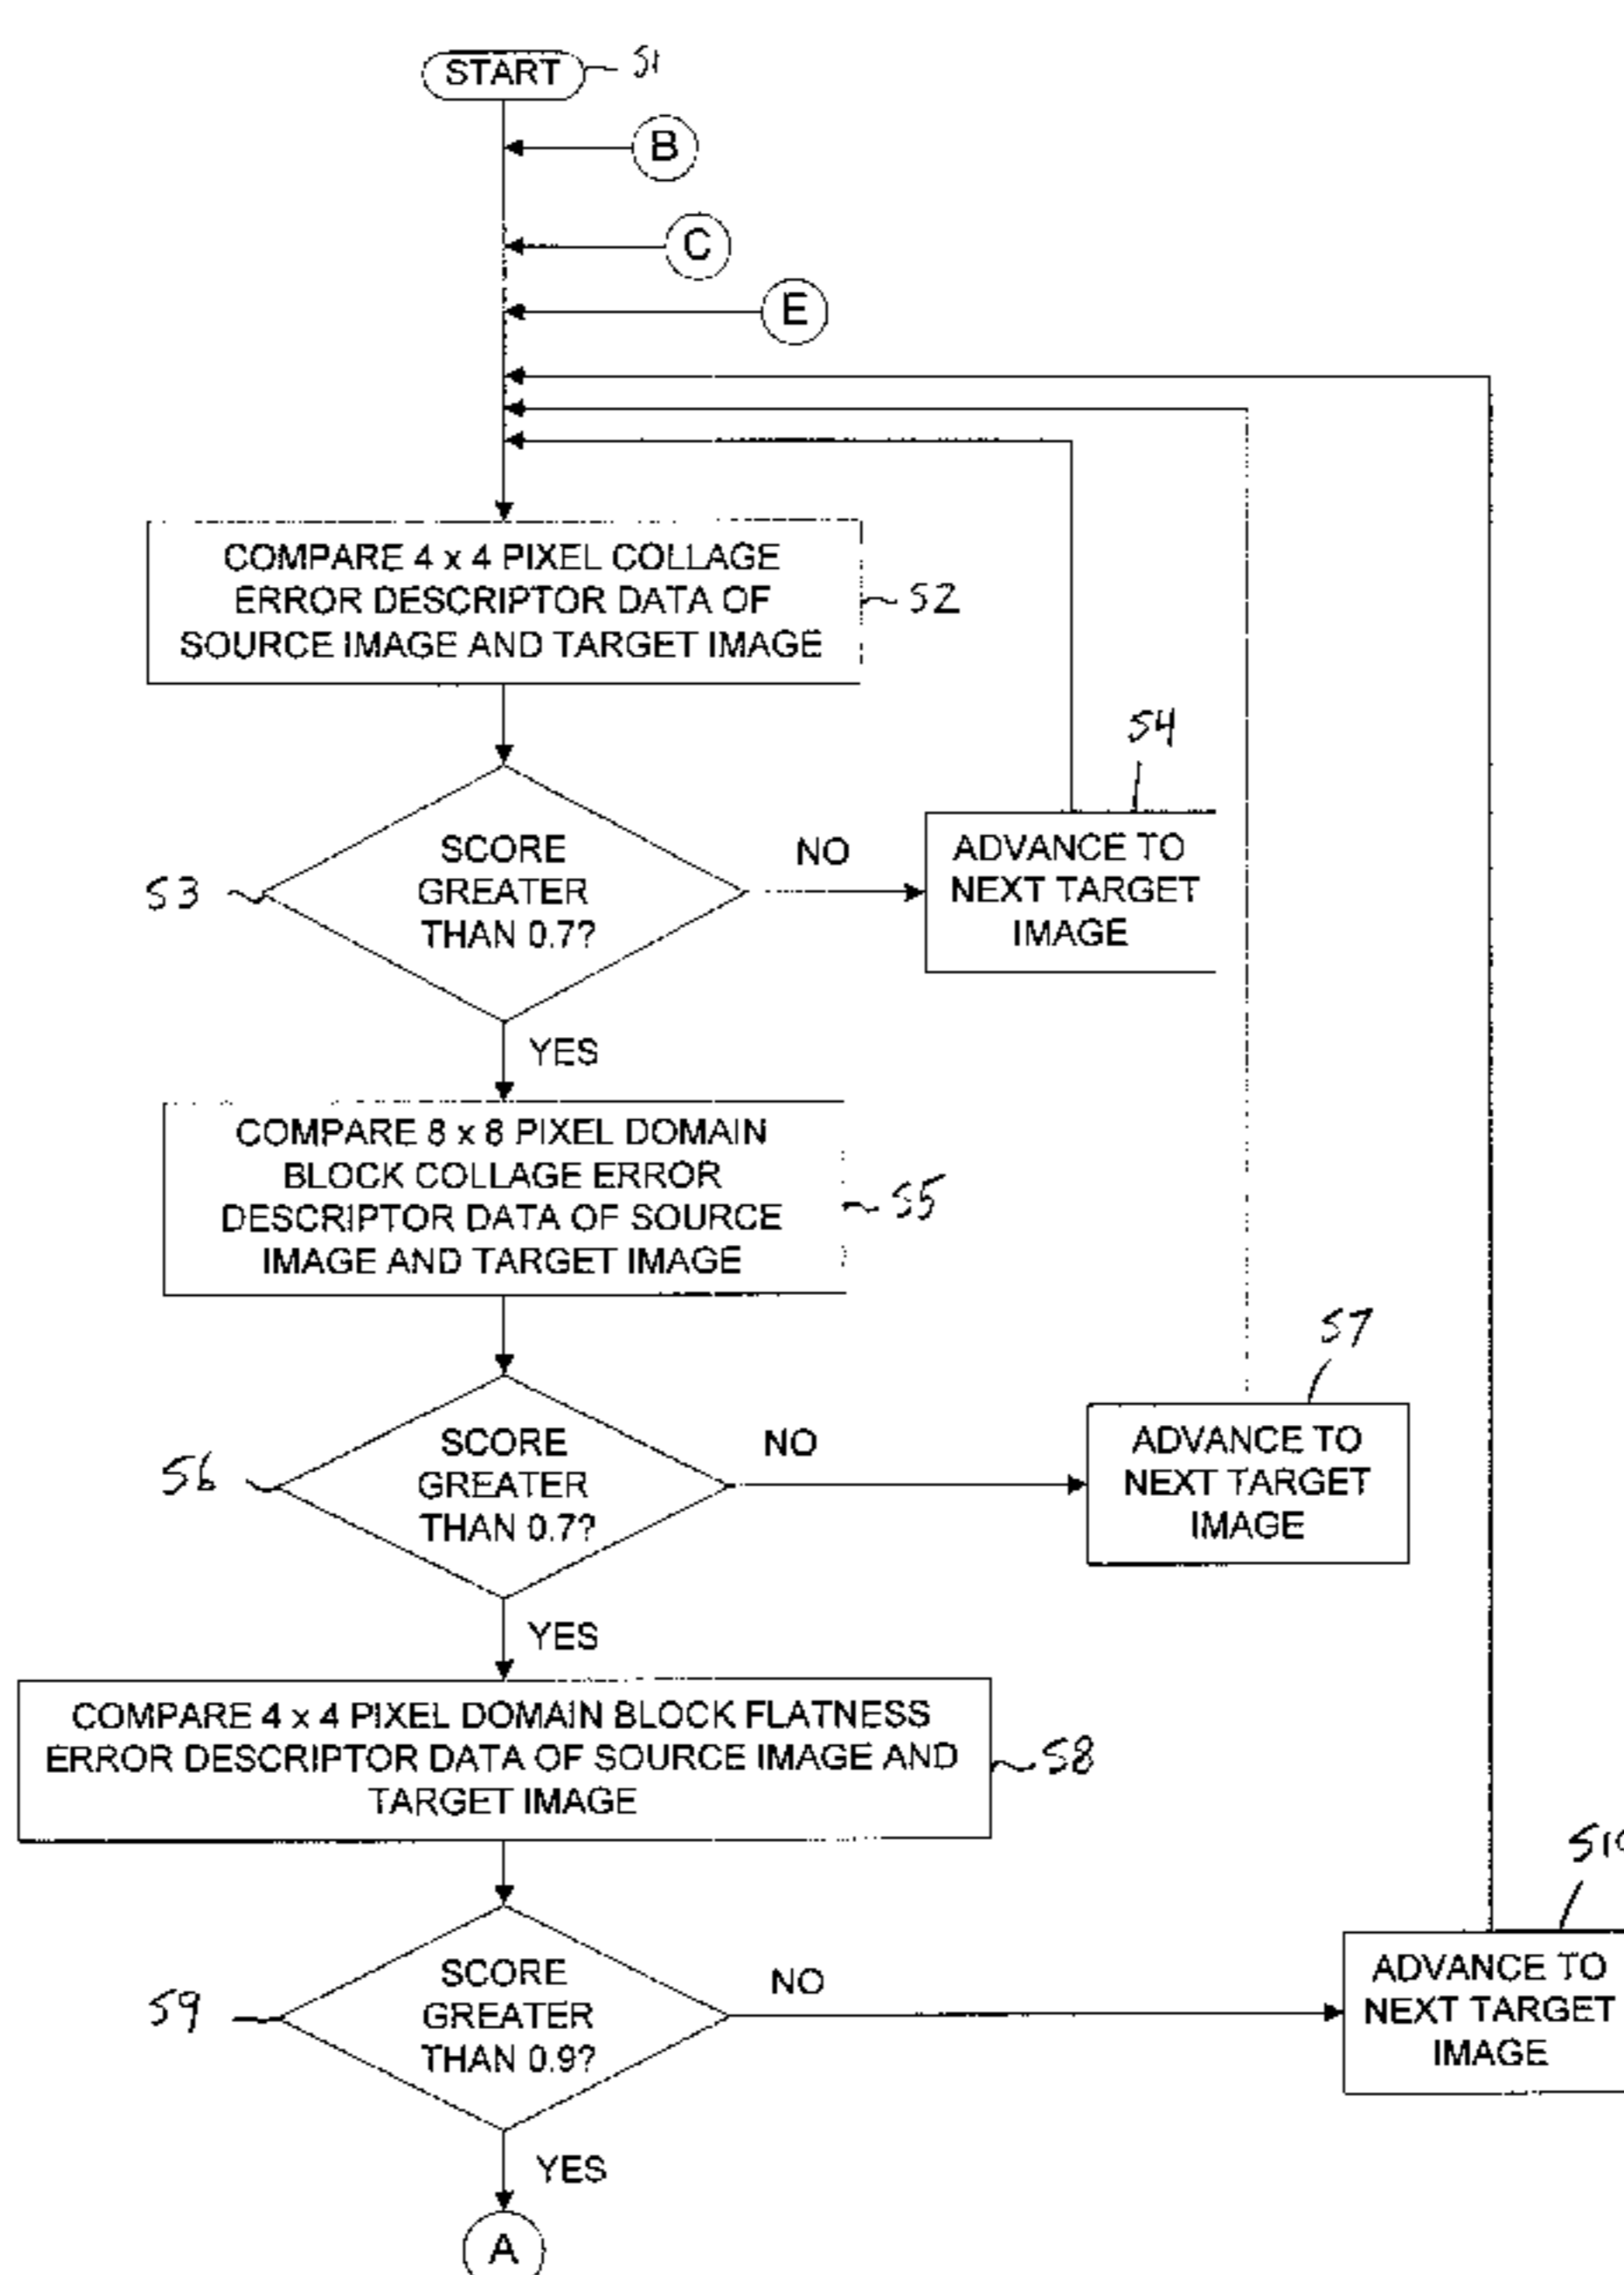 START
S1
B
C
E
COMPARE 4 x 4 PIXEL COLLAGE
ERROR DESCRIPTOR DATA OF
SOURCE IMAGE AND TARGET IMAGE
S2
SCORE
GREATER
THAN 0.7?
S3
NO
S4
ADVANCE TO
NEXT TARGET
IMAGE
YES
COMPARE 8 x 8 PIXEL DOMAIN
BLOCK COLLAGE ERROR
DESCRIPTOR DATA OF SOURCE
IMAGE AND TARGET IMAGE
S5
SCORE
GREATER
THAN 0.7?
S6
NO
S7
ADVANCE TO
NEXT TARGET
IMAGE
YES
COMPARE 4 x 4 PIXEL DOMAIN BLOCK FLATNESS
ERROR DESCRIPTOR DATA OF SOURCE IMAGE AND
TARGET IMAGE
S8
SCORE
GREATER
THAN 0.9?
S9
NO
S10
ADVANCE TO
NEXT TARGET
IMAGE
YES
A